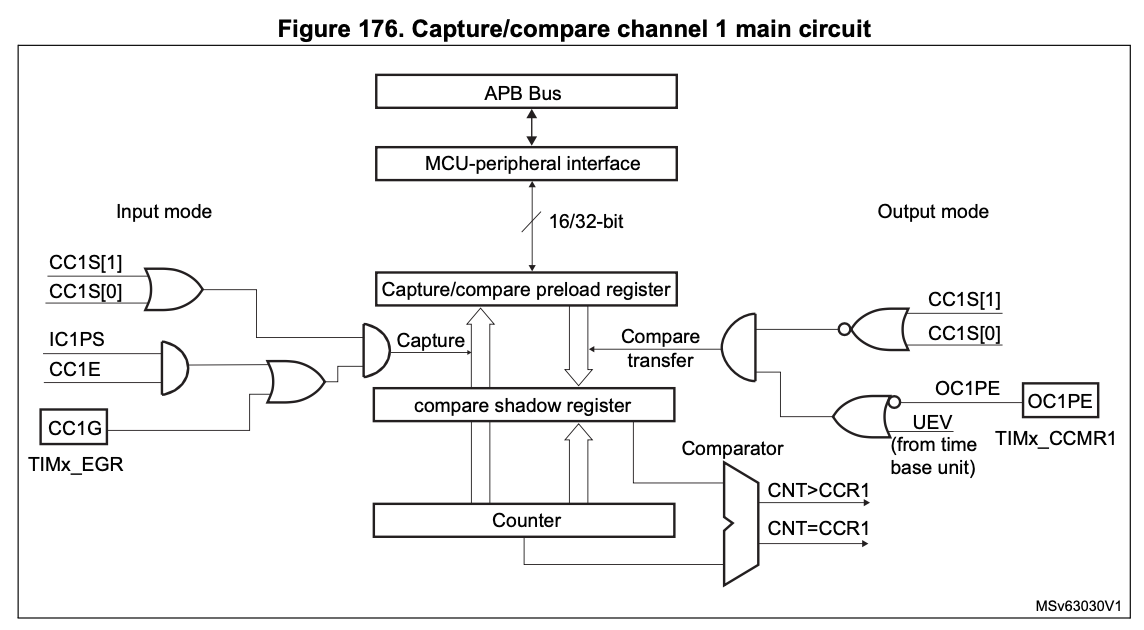 Figure 176. Capture/compare channel 1 main circuit
APB Bus
MCU-peripheral interface
Input mode
Output mode
16/32-bit
CC1S[1]
CC1S[0]
IC1PS
CC1E
CC1G
TIMx_EGR
Capture/compare preload register
Capture
Compare
transfer
compare shadow register
Counter
CC1S[1]
CC1S[0]
OC1PE
OC1PE
UEV
(from time
base unit)
TIMx_CCMR1
Comparator
CNT>CCR1
CNT=CCR1
MSv63030V1